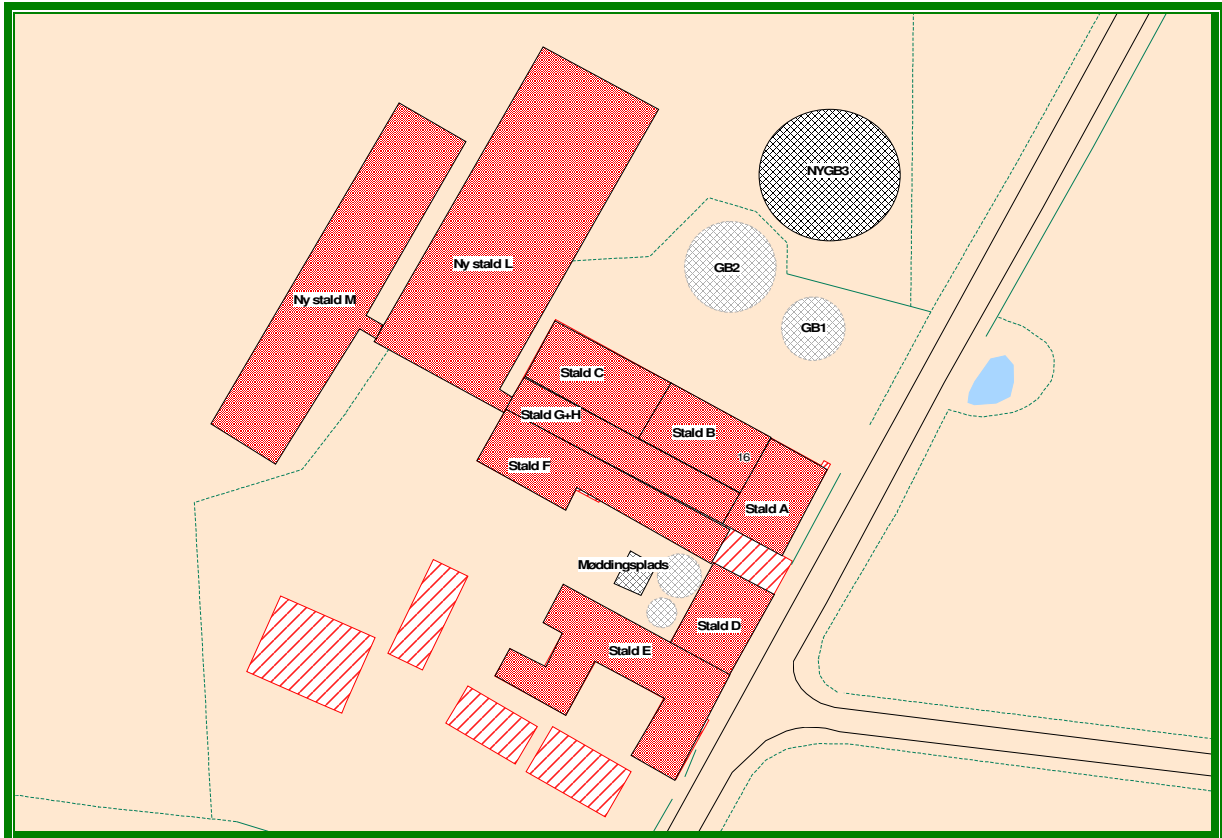 NYGB3
Ny stald L
GB2
Ny stald M
GB1
Stald C
Stald G+H
Stald B
16
Stald F
Stald A
Møddingsplads
Stald D
Stald E